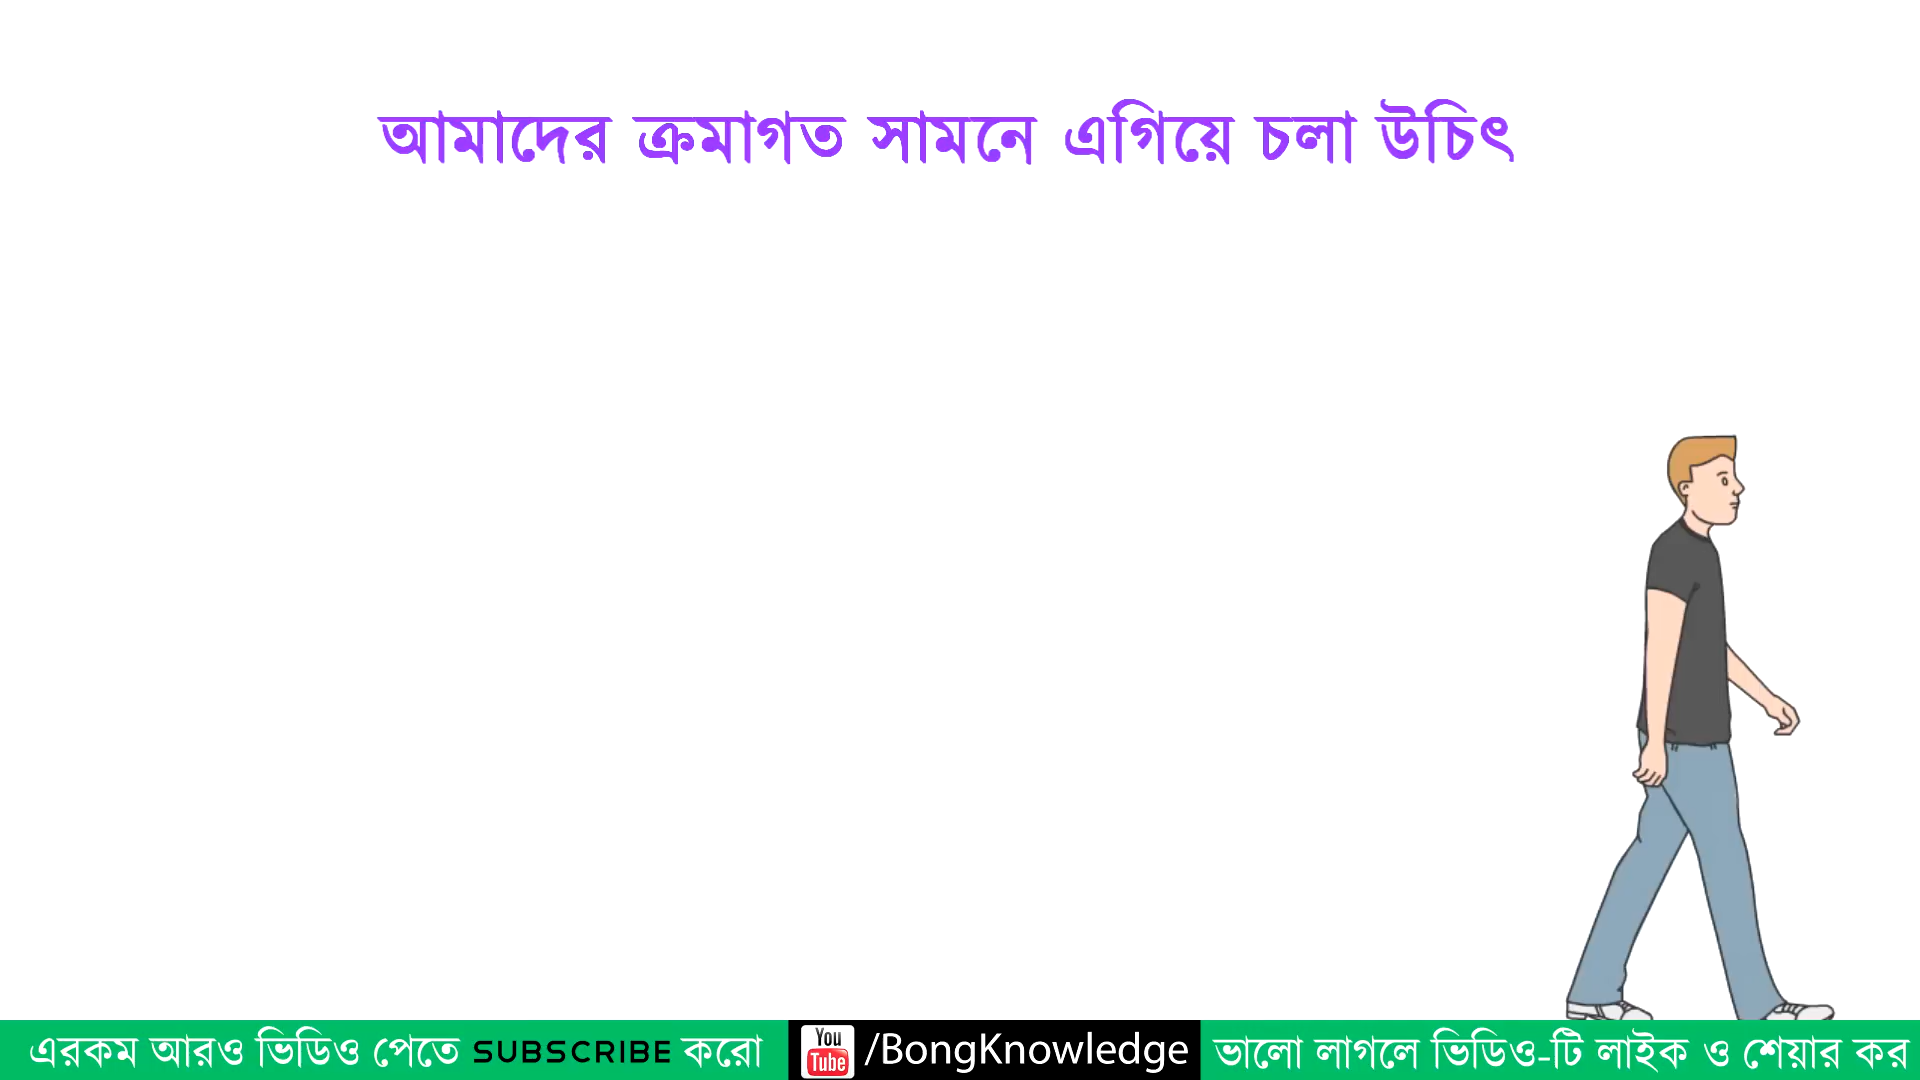 আমাদের ক্রমাগত সামনে এগিয়ে চলা উচিৎ
এরকম আরও ভিডিও পেতে SUBSCRIBE করো You Tube /BongKnowledge ভালো লাগলে ভিডিও-টি লাইক ও শেয়ার কর